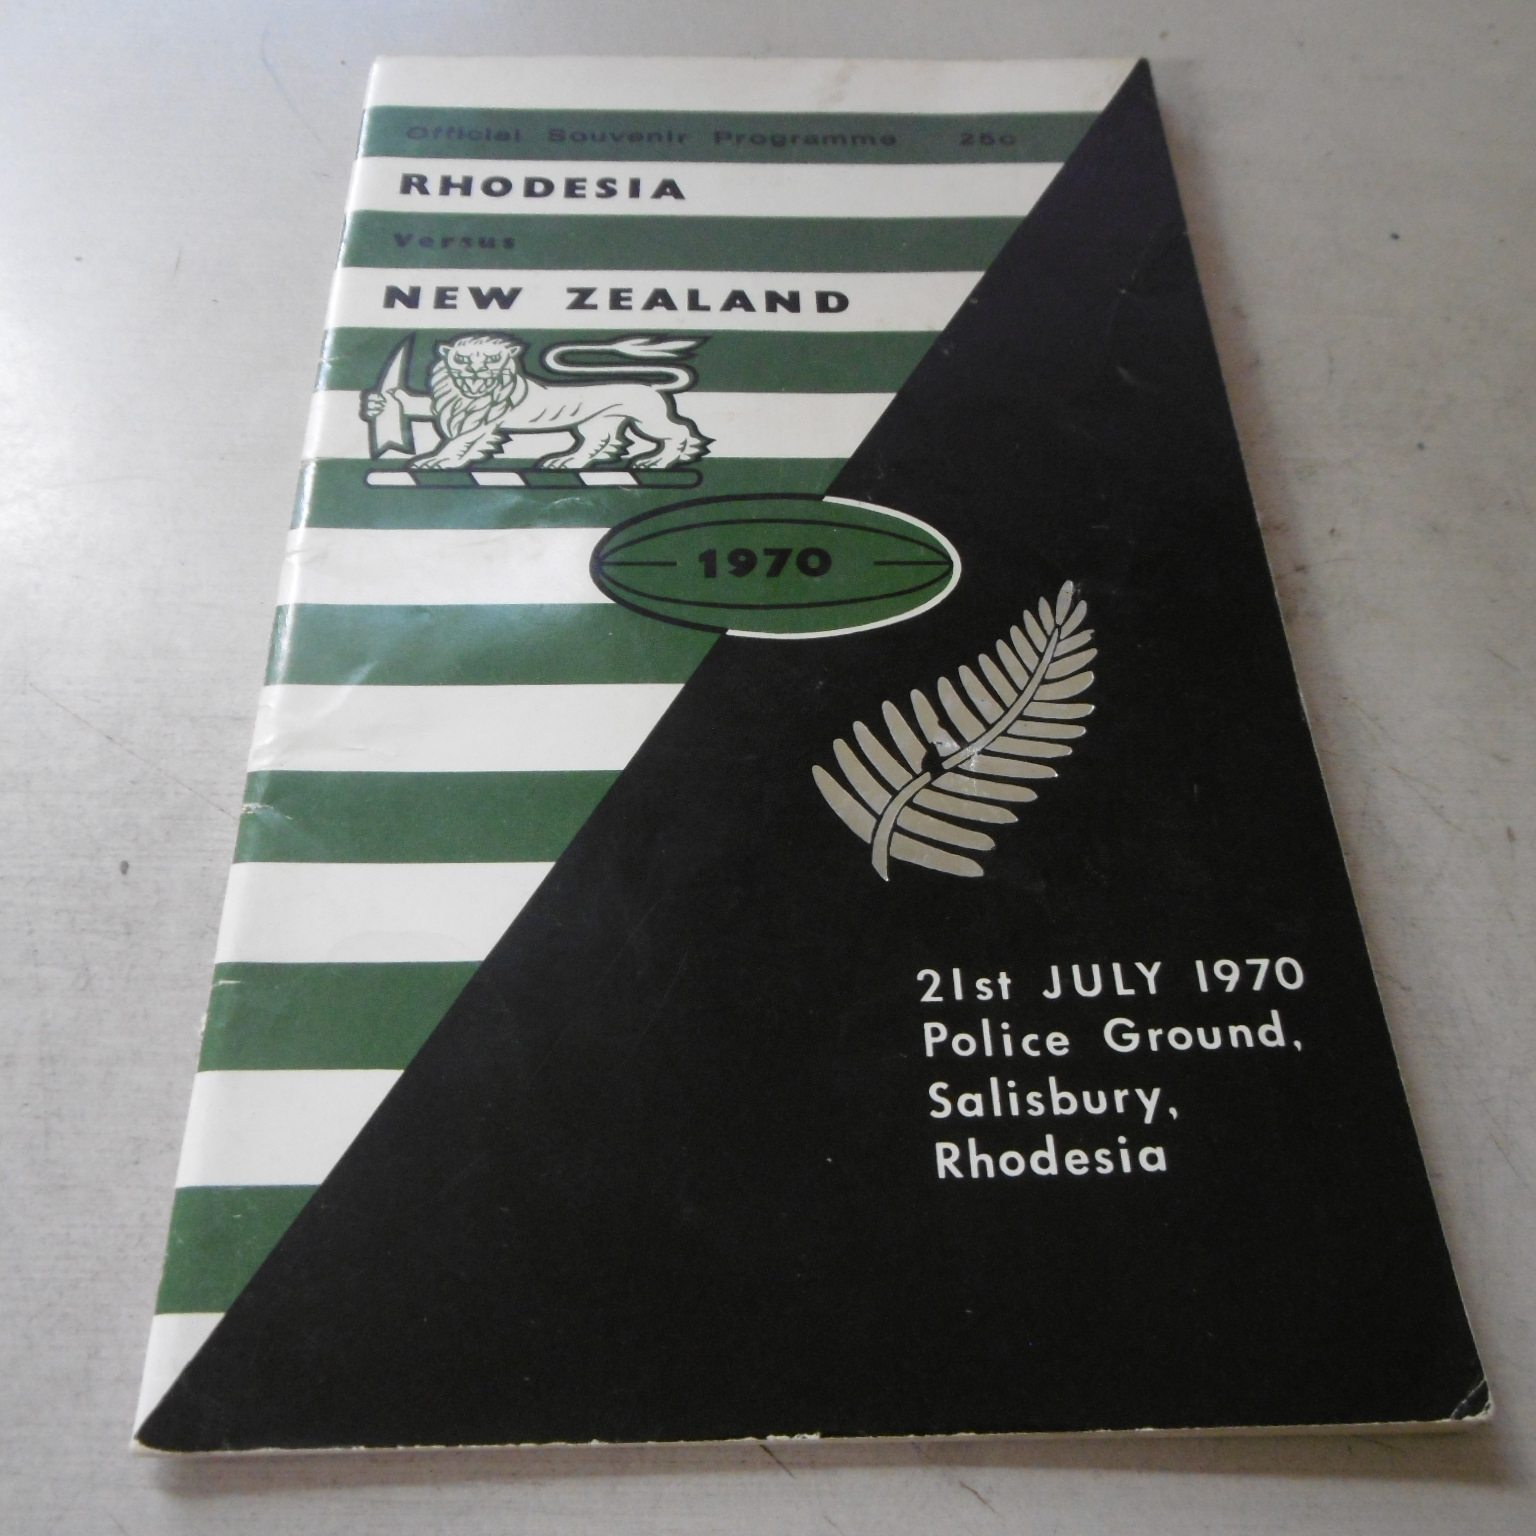 Official Souvenir Programme 25c
RHODESIA
Versus
NEW ZEALAND
1970
21st JULY 1970
Police Ground,
Salisbury,
Rhodesia